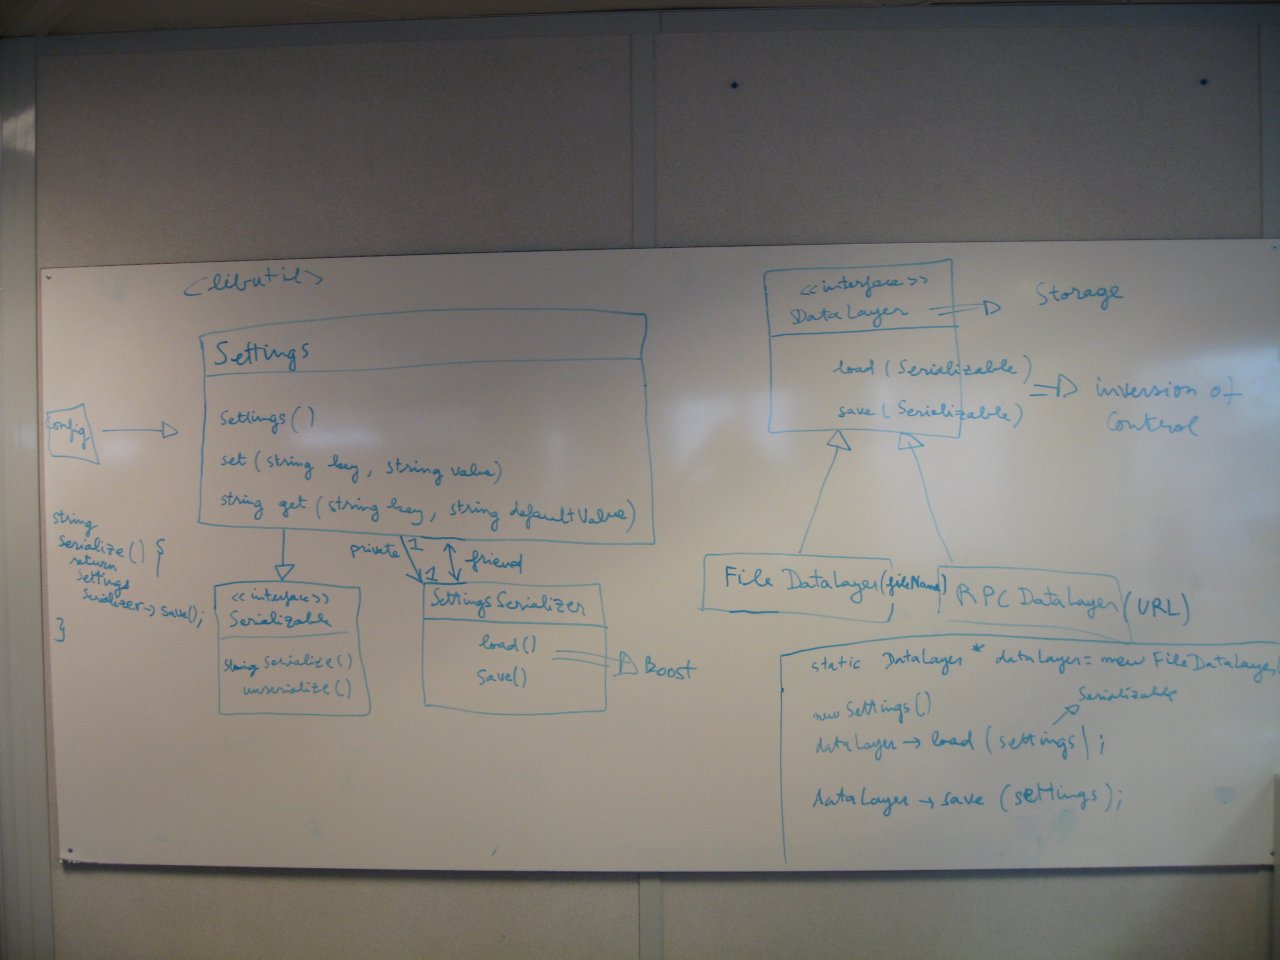 <libutil>
Settings
Settings()
set (string key, string value)
string get (string key, string defaultValue)
Config
string
Serialize() {
return
Settings
Serializer→save();
}
private
1
1
friend
<<interface>>
Serializable
string serialize()
unserialize()
SettingsSerializer
load()
save()
Boost
<<interface>>
DataLayer
Storage
load (Serializable)
save (Serializable)
inversion of
Control
File DataLayer(fileName)
RPC DataLayer (URL)
static DataLayer * dataLayer = new FileDataLayer(
new Settings()
Serializable
dataLayer → load (settings);
dataLayer → save (settings);